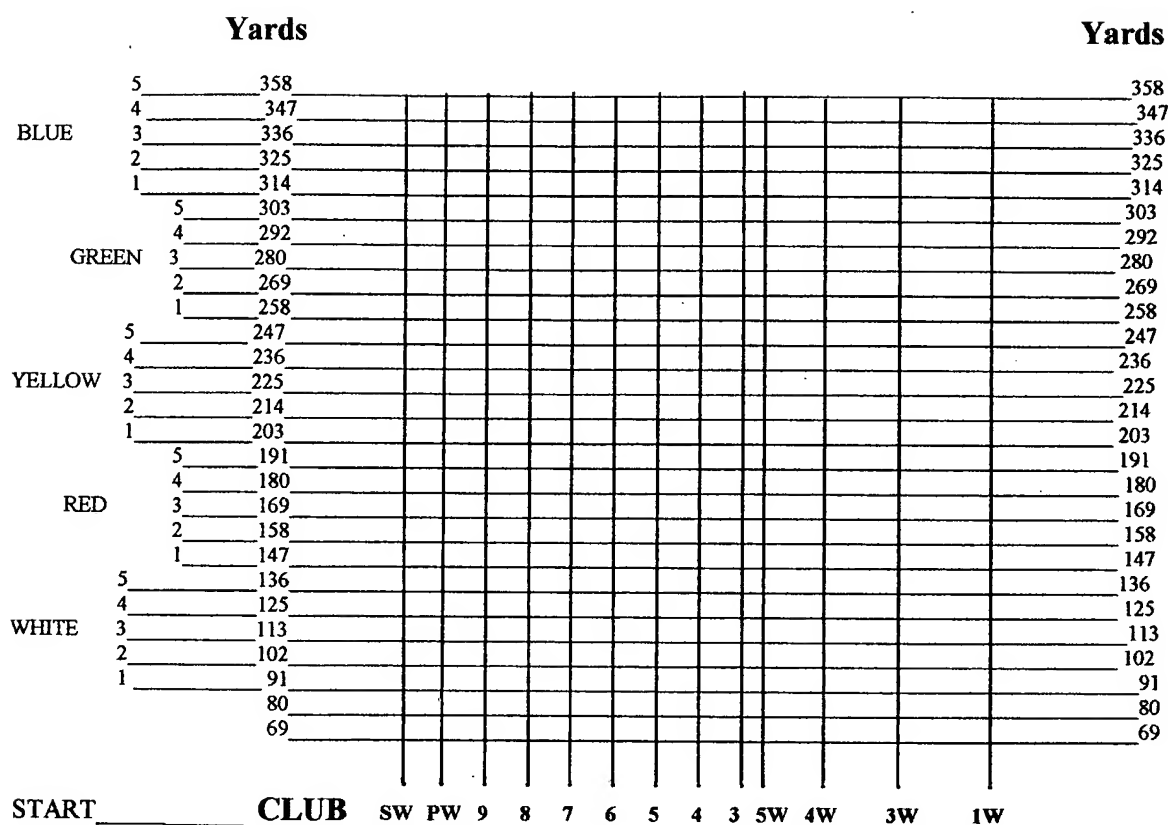 Yards Yards
5 358 358
4 347 347
BLUE 3 336 336
2 325 325
1 314 314
5 303 303
4 292 292
GREEN 3 280 280
2 269 269
1 258 258
5 247 247
4 236 236
YELLOW 3 225 225
2 214 214
1 203 203
5 191 191
4 180 180
RED 3 169 169
2 158 158
1 147 147
5 136 136
4 125 125
WHITE 3 113 113
2 102 102
1 91 91
80 80
69 69
START CLUB SW PW 9 8 7 6 5 4 3 5W 4W 3W 1W